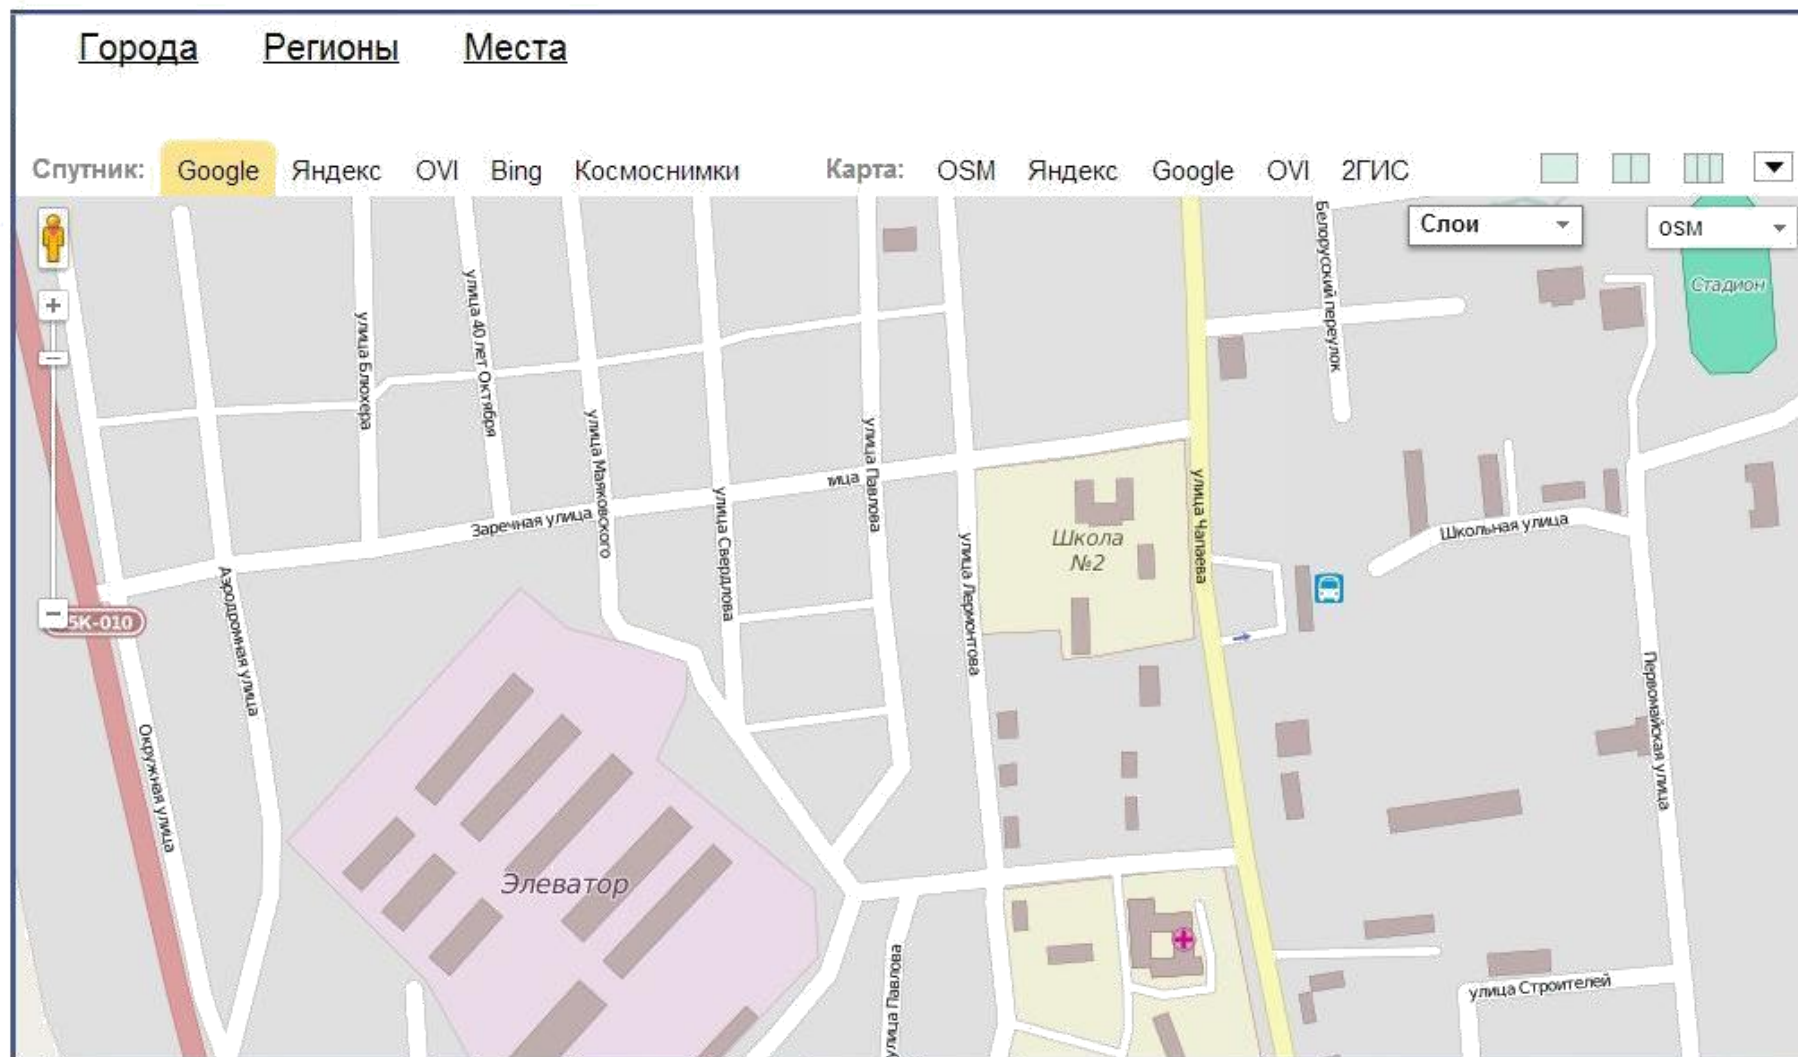 Города Регионы Места
Спутник: Google Яндекс OVI Bing Космоснимки Карта: OSM Яндекс Google OVI 2ГИС
Слои
OSM
Стадион
Белорусский переулок
улица 40 лет Октября
улица Блюхера
улица Маяковского
улица Павлова
улица Свердлова
Заречная улица
улица Чапаева
Школа
№2
Школьная улица
улица Лермонтова
Аэродромная улица
5К-010
Первомайская улица
Окружная улица
Элеватор
улица Павлова
улица Строителей